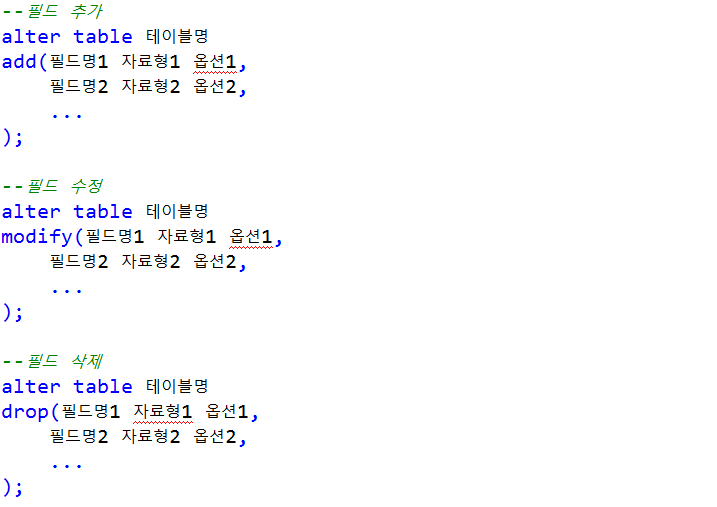 --필드 추가
alter table 테이블명
add(필드명1 자료형1 옵션1,
필드명2 자료형2 옵션2,
...
);
--필드 수정
alter table 테이블명
modify(필드명1 자료형1 옵션1,
필드명2 자료형2 옵션2,
...
);
--필드 삭제
alter table 테이블명
drop(필드명1 자료형1 옵션1,
필드명2 자료형2 옵션2,
...
);